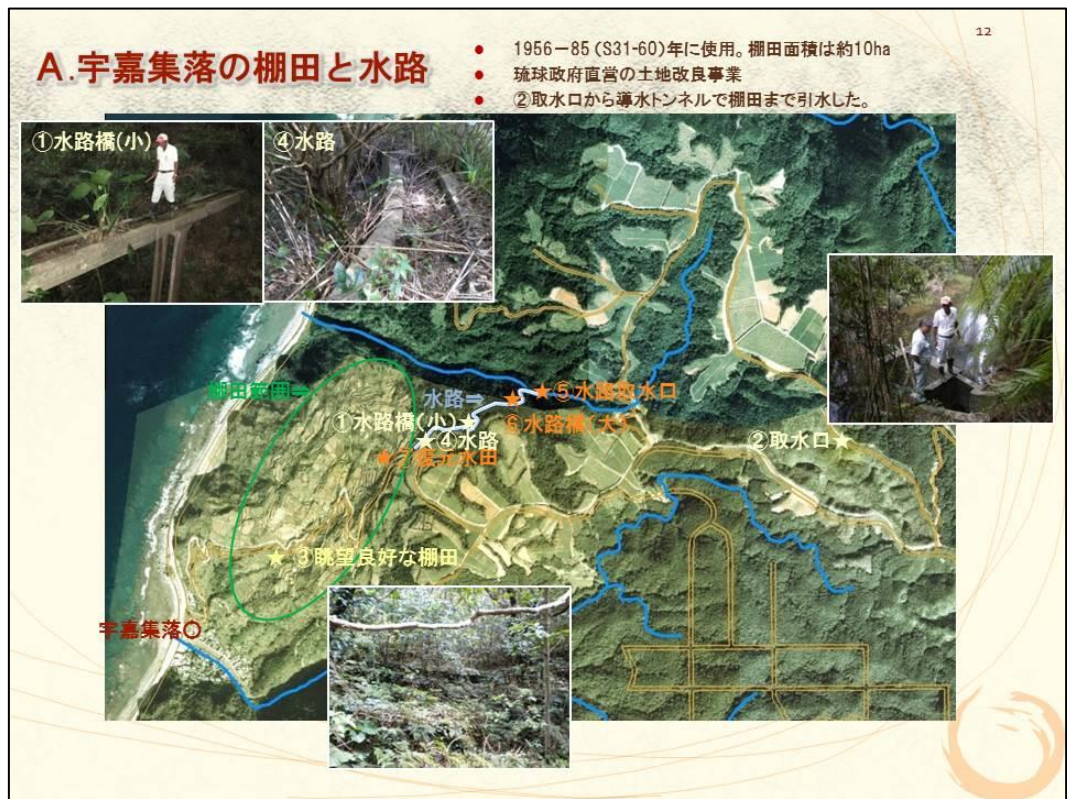 12
A.宇嘉集落の棚田と水路
● 1956－85(S31-60)年に使用。棚田面積は約10ha
● 琉球政府直営の土地改良事業
● ②取水口から導水トンネルで棚田まで引水した。
①水路橋(小)
④水路
棚田範囲⇒
水路⇒
★⑤水路取水口
①水路橋(小)★
★
⑥水路橋(大)
★④水路
②取水口★
★⑦復元水田
★ ③眺望良好な棚田
宇嘉集落○